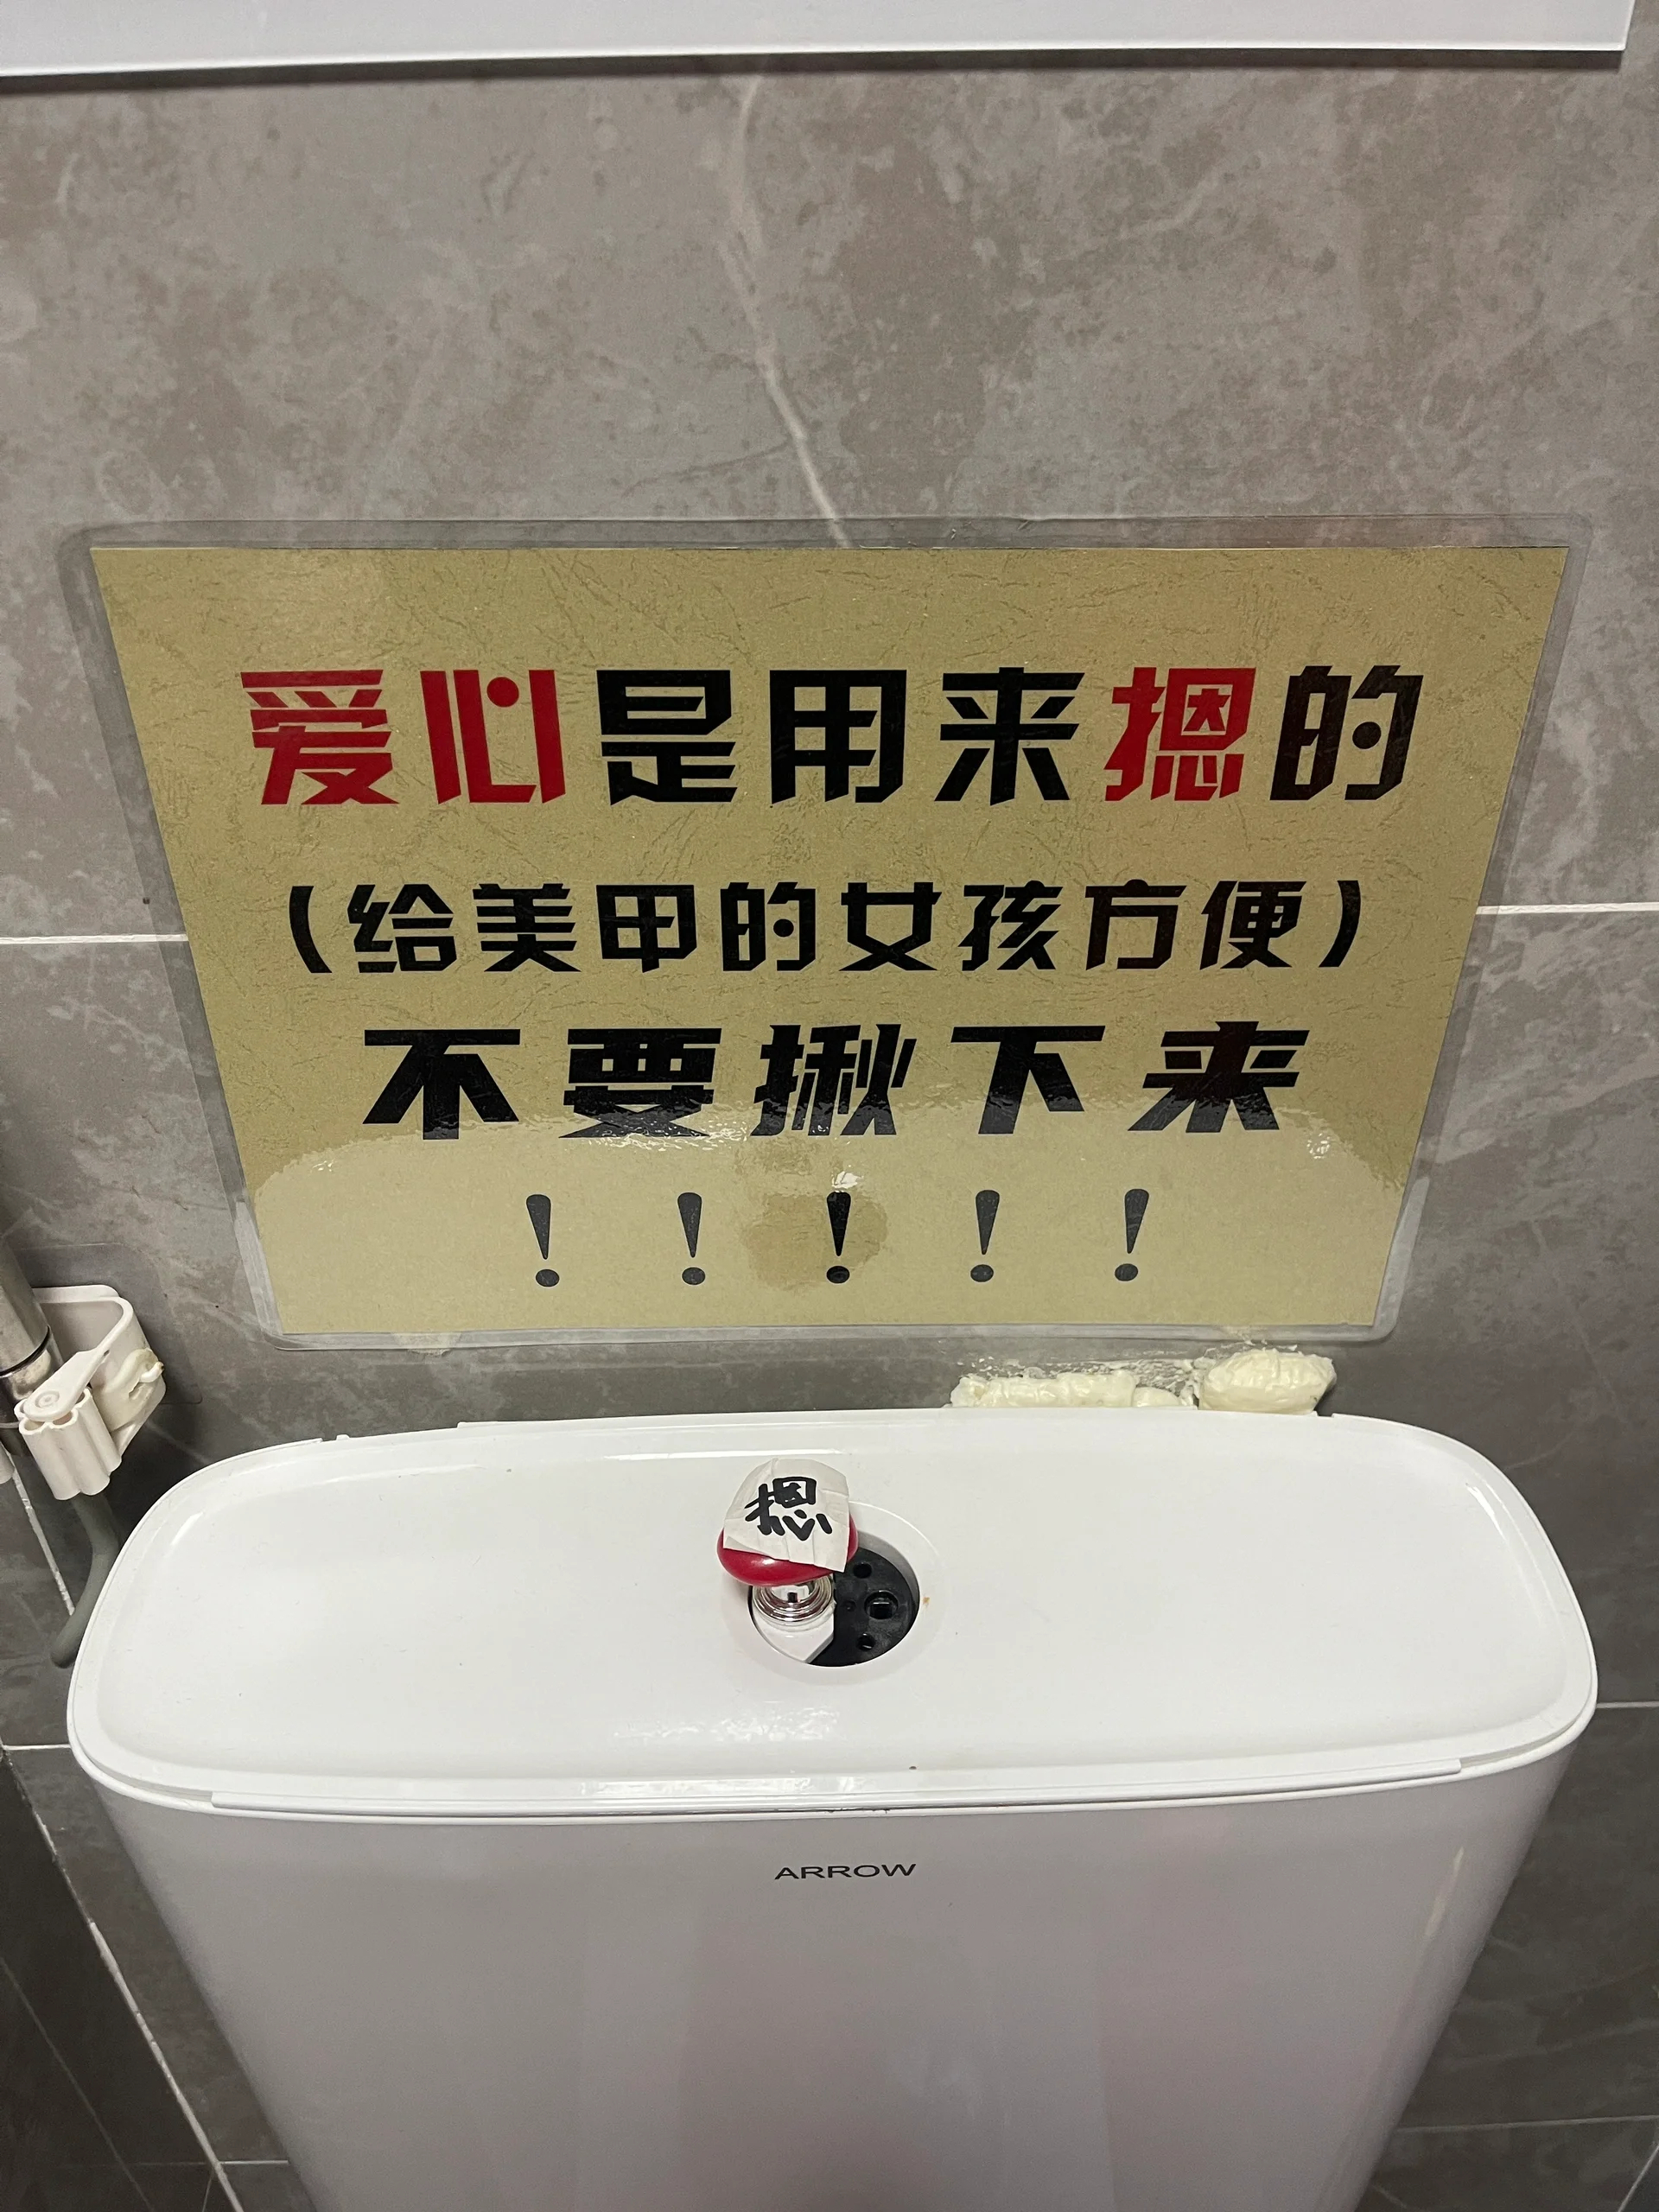 爱心是用来摁的
(给美甲的女孩方便)
不要揪下来
！！！！！
摁
ARROW